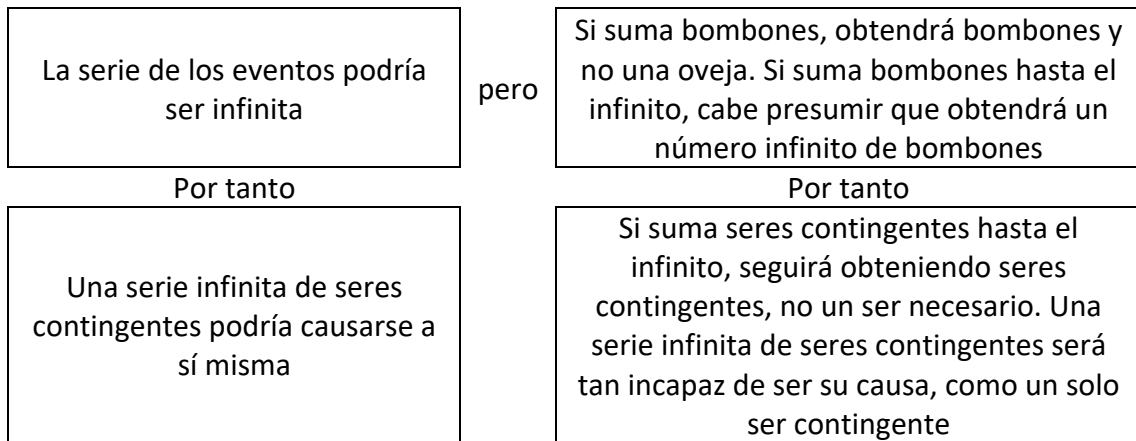 La serie de los eventos podría
ser infinita
pero
Si suma bombones, obtendrá bombones y
no una oveja. Si suma bombones hasta el
infinito, cabe presumir que obtendrá un
número infinito de bombones
Por tanto
Por tanto
Una serie infinita de seres
contingentes podría causarse a
sí misma
Si suma seres contingentes hasta el
infinito, seguirá obteniendo seres
contingentes, no un ser necesario. Una
serie infinita de seres contingentes será
tan incapaz de ser su causa, como un solo
ser contingente